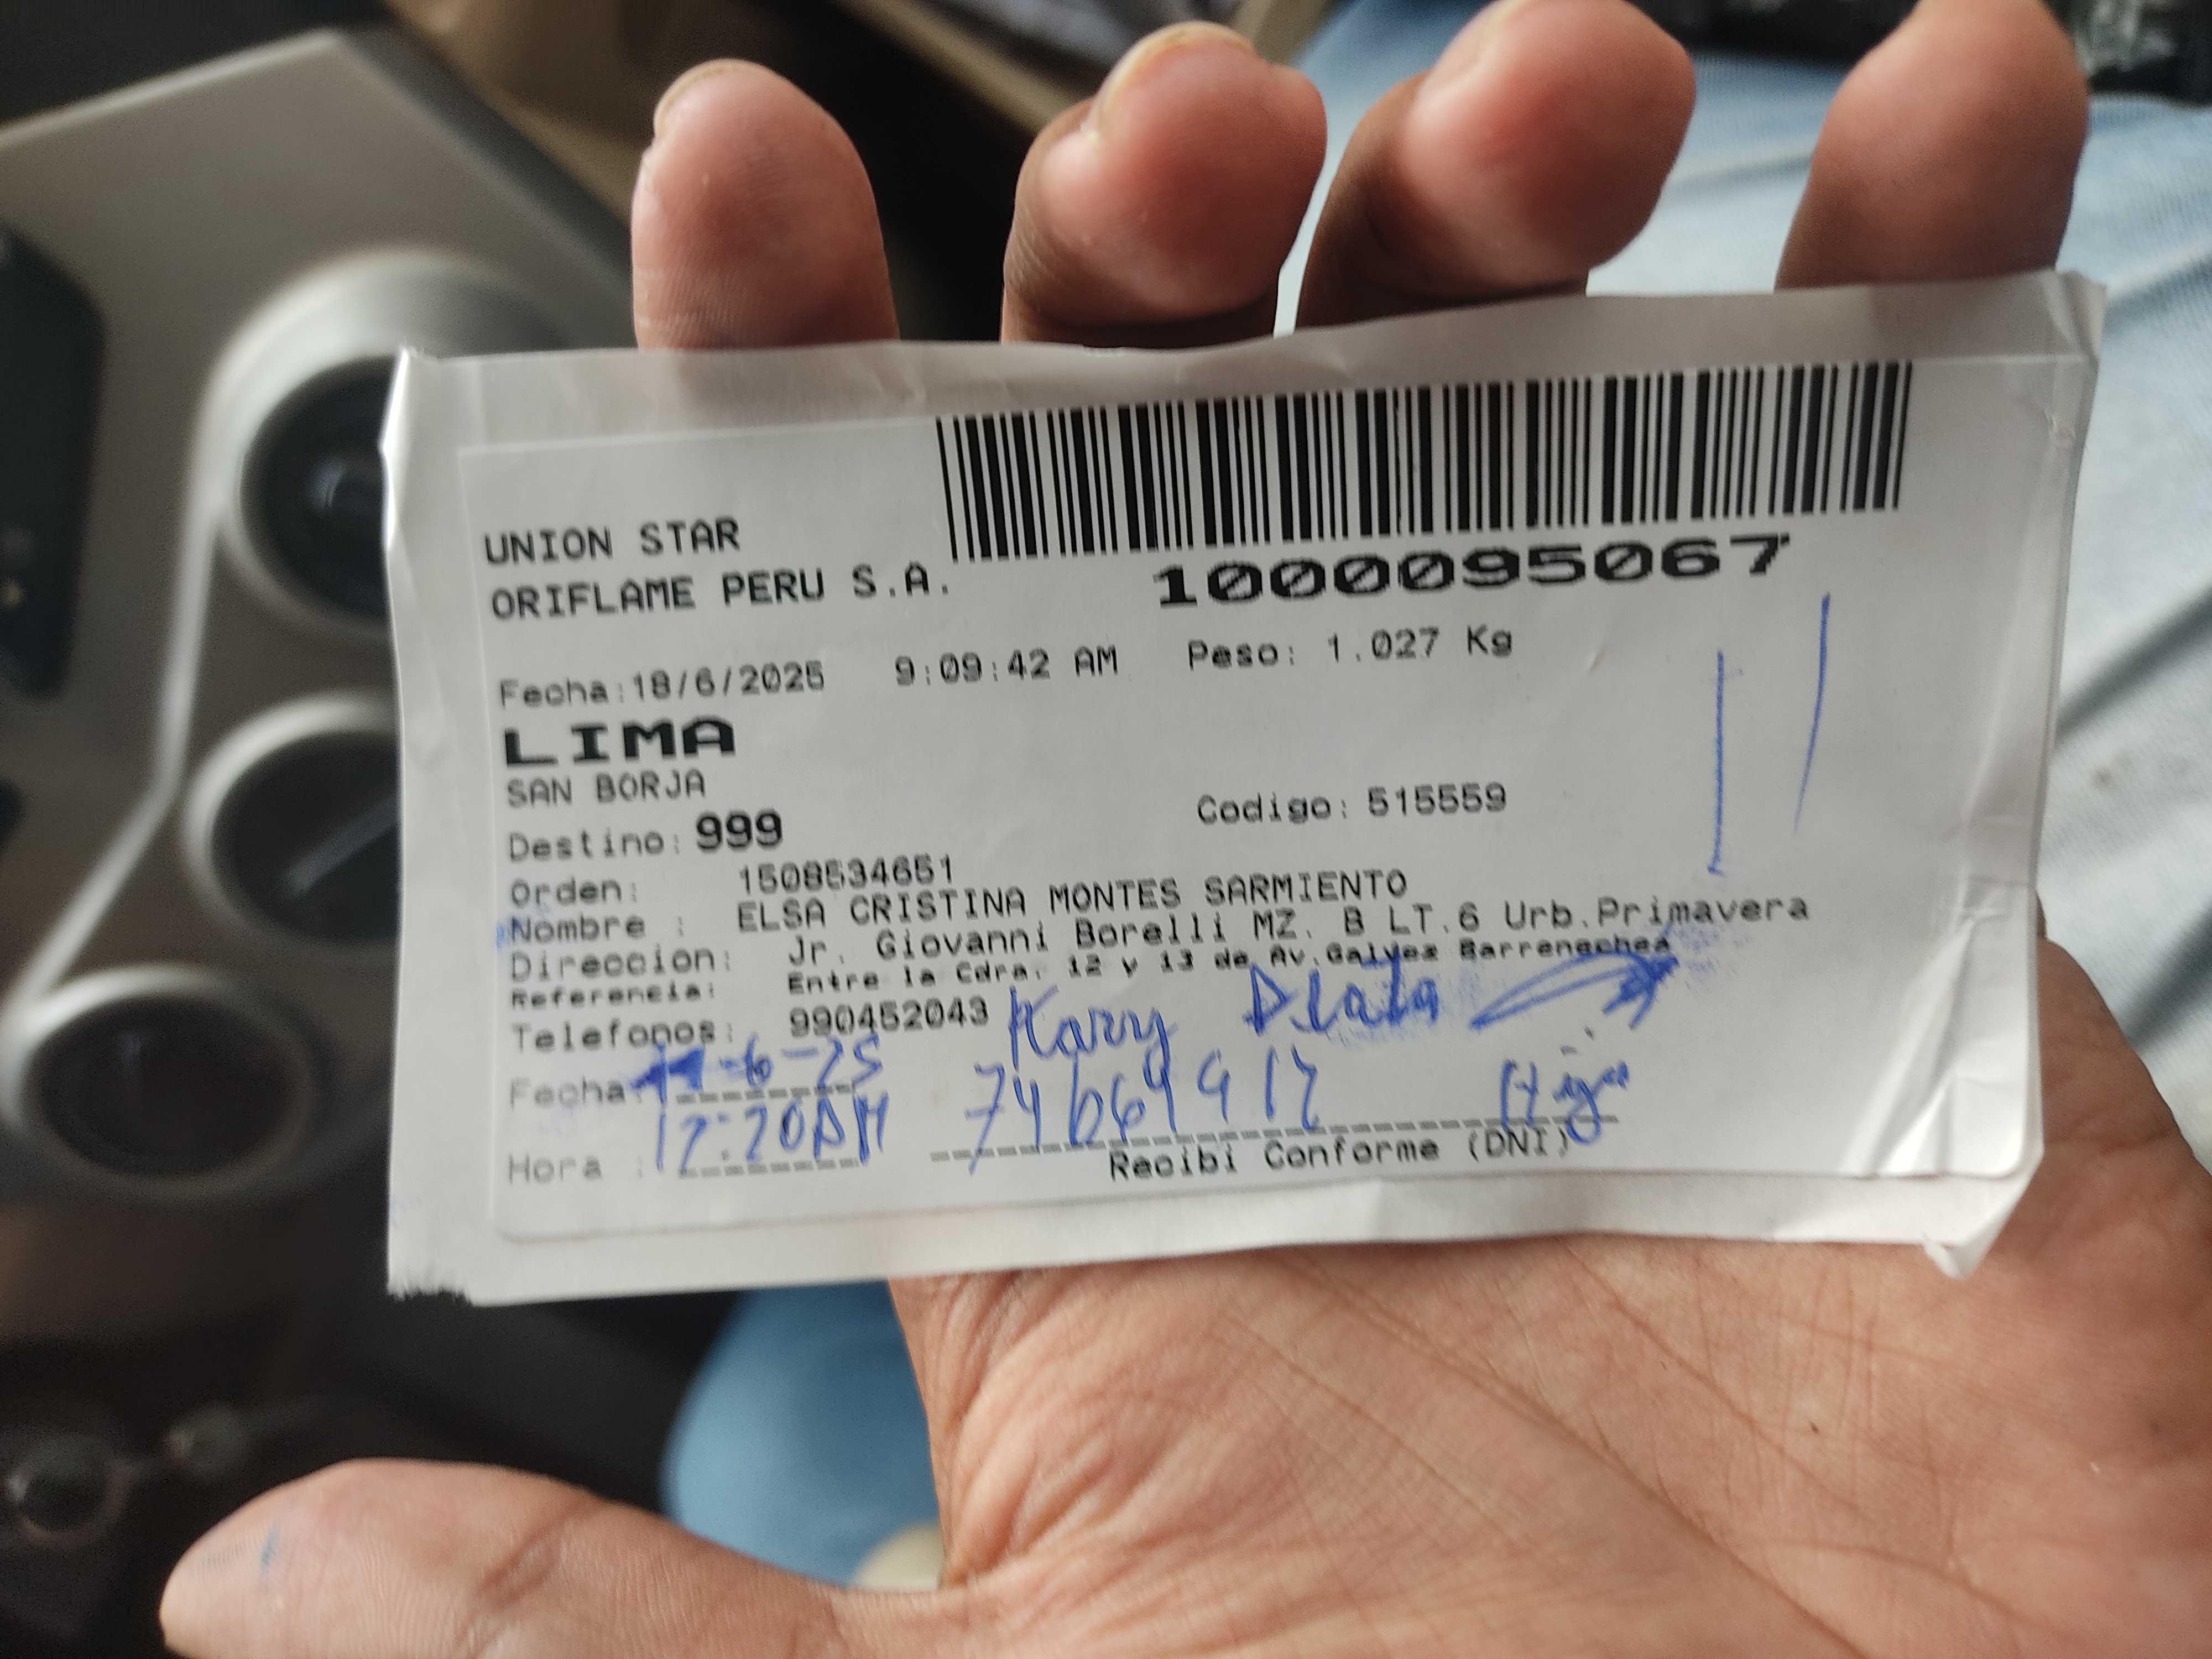 UNION STAR
ORIFLAME PERU S.A.
1000095067
Fecha:18/6/2025 9:09:42 AM Peso: 1.027 Kg
LIMA
SAN BORJA
Destino: 999 Codigo: 515559
Orden: 1508534651
Nombre : ELSA CRISTINA MONTES SARMIENTO
Direccion: Jr. Giovanni Borelli MZ. B LT.6 Urb.Primavera
Referencia: Entre la Cdra. 12 y 13 de Av.Galvez Barrenechea
Telefonos: 990452043
Fecha: -6-25
Hora :
Recibi Conforme (DNI)